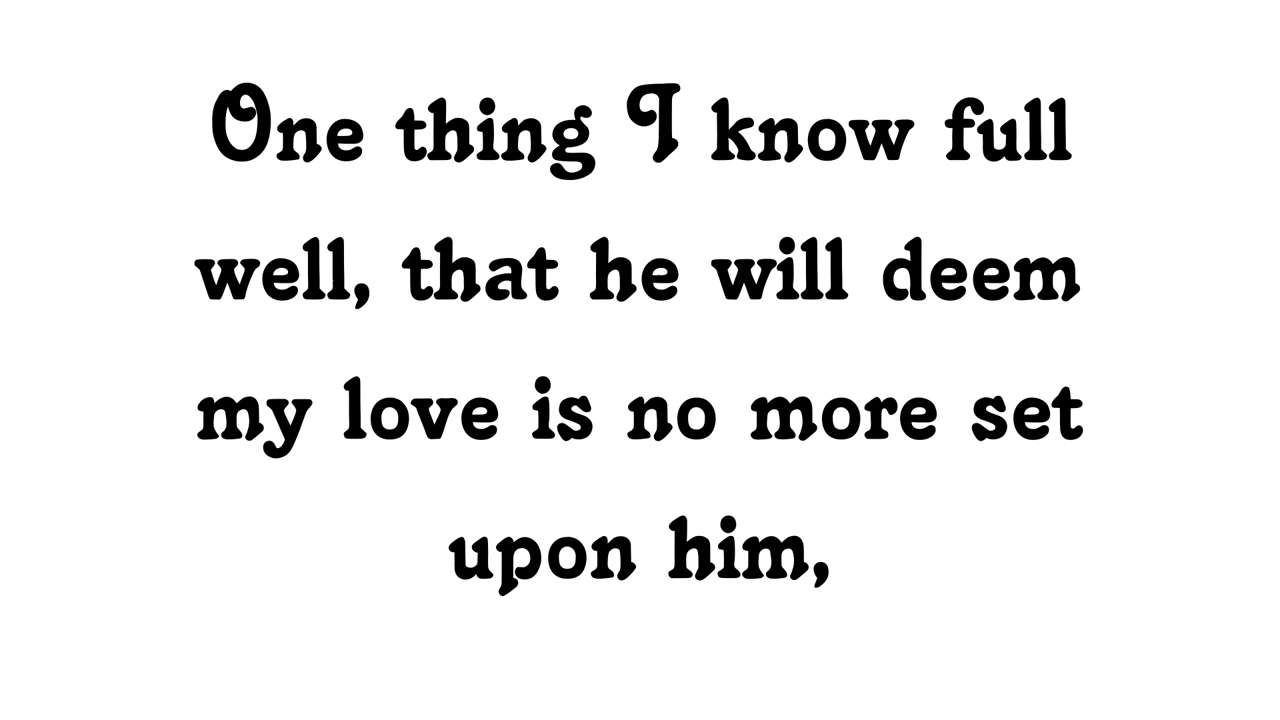 One thing I know full
well, that he will deem
my love is no more set
upon him,